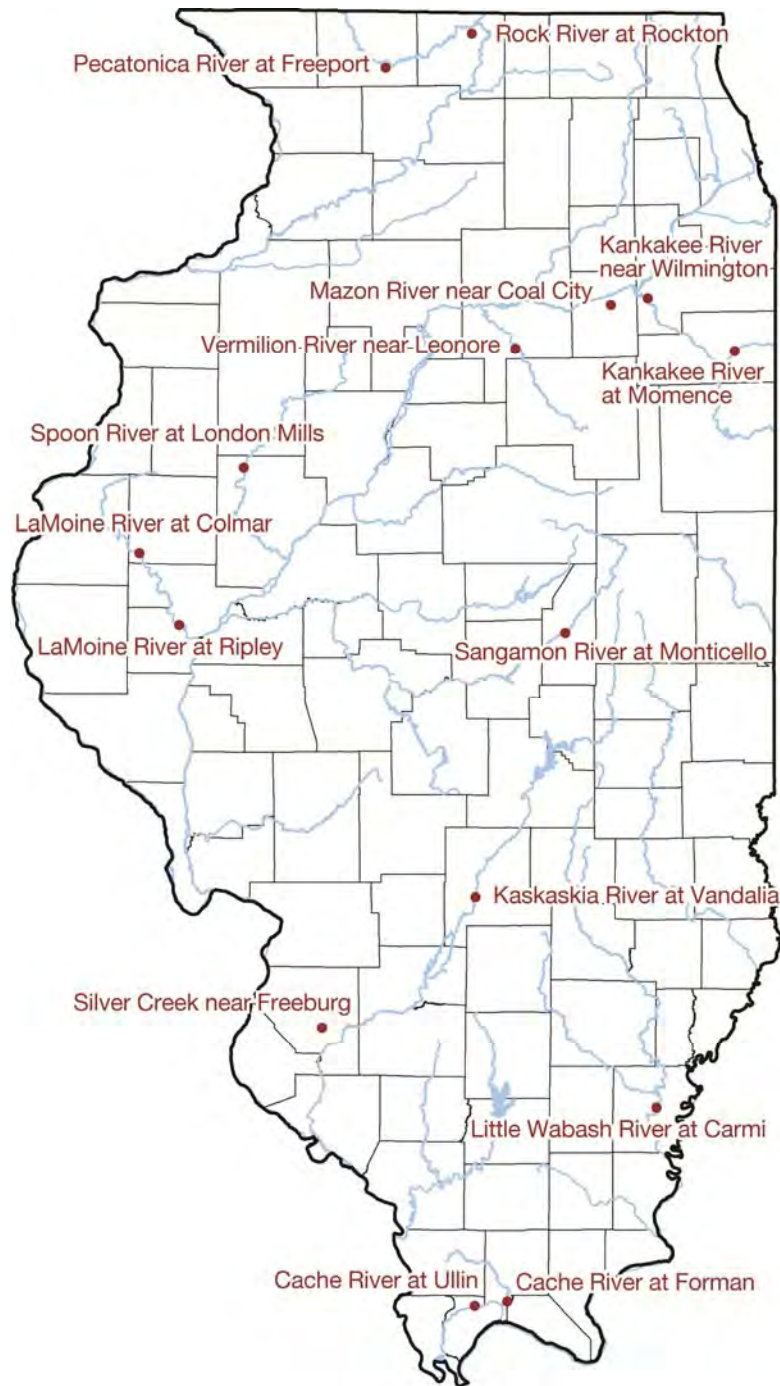 Rock River at Rockton
Pecatonica River at Freeport
Kankakee River
near Wilmington
Mazon River near Coal City
Vermilion River near Leonore
Kankakee River
at Momence
Spoon River at London Mills
LaMoine River at Colmar
LaMoine River at Ripley
Sangamon River at Monticello
Kaskaskia River at Vandalia
Silver Creek near Freeburg
Little Wabash River at Carmi
Cache River at Ullin
Cache River at Forman